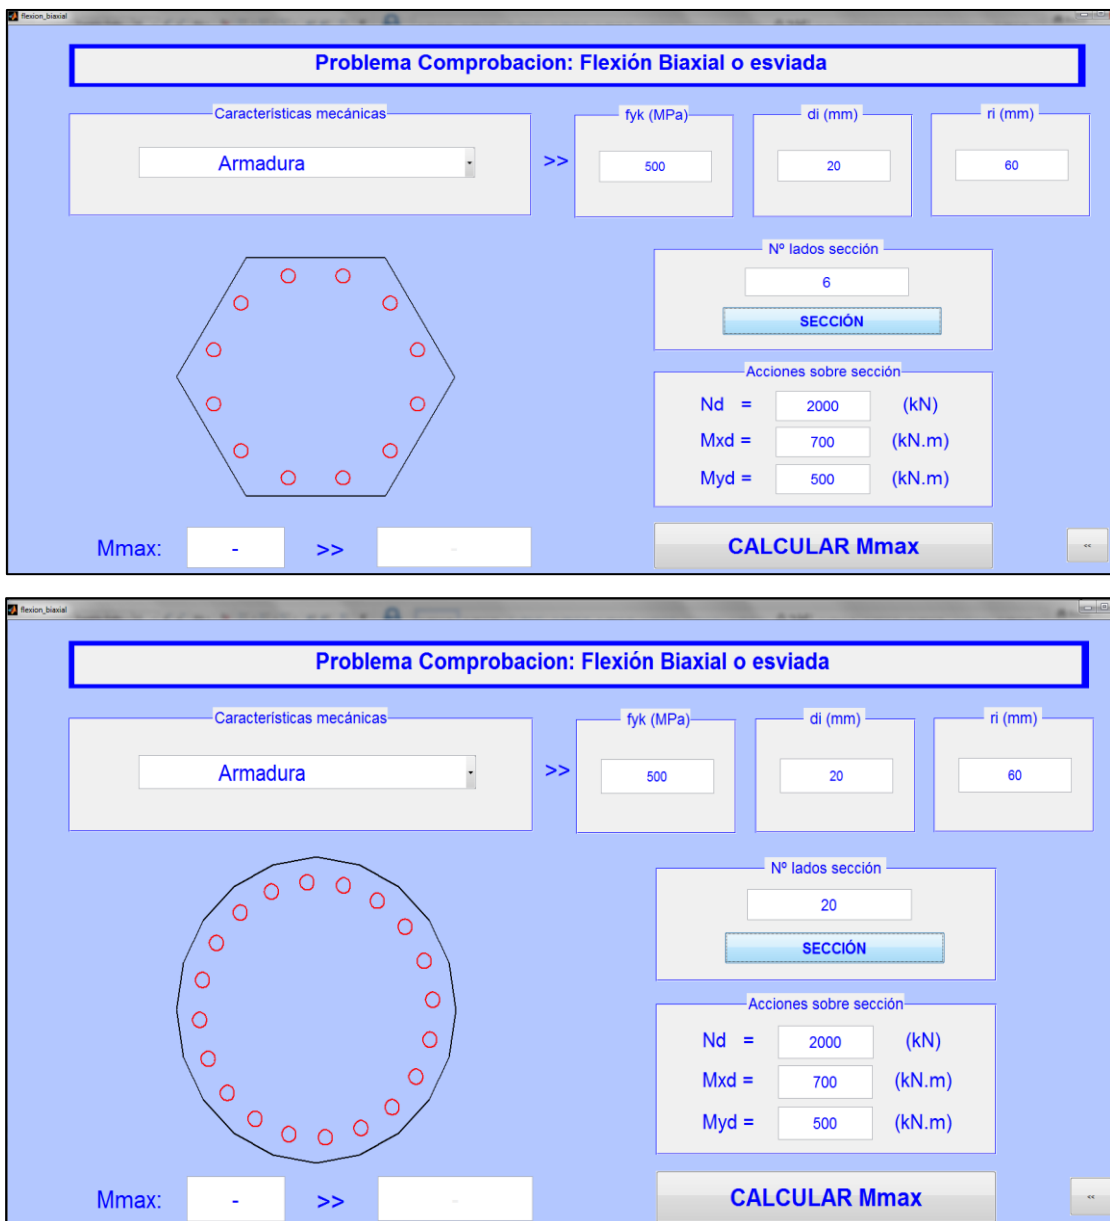 flexion_biaxial
Problema Comprobacion: Flexión Biaxial o esviada
Características mecánicas
fyk (MPa)
di (mm)
ri (mm)
Armadura
>>
500
20
60
Nº lados sección
6
SECCIÓN
Acciones sobre sección
Nd = 2000 (kN)
Mxd = 700 (kN.m)
Myd = 500 (kN.m)
Mmax: - >> -
CALCULAR Mmax
<<
flexion_biaxial
Problema Comprobacion: Flexión Biaxial o esviada
Características mecánicas
fyk (MPa)
di (mm)
ri (mm)
Armadura
>>
500
20
60
Nº lados sección
20
SECCIÓN
Acciones sobre sección
Nd = 2000 (kN)
Mxd = 700 (kN.m)
Myd = 500 (kN.m)
Mmax: - >> -
CALCULAR Mmax
<<